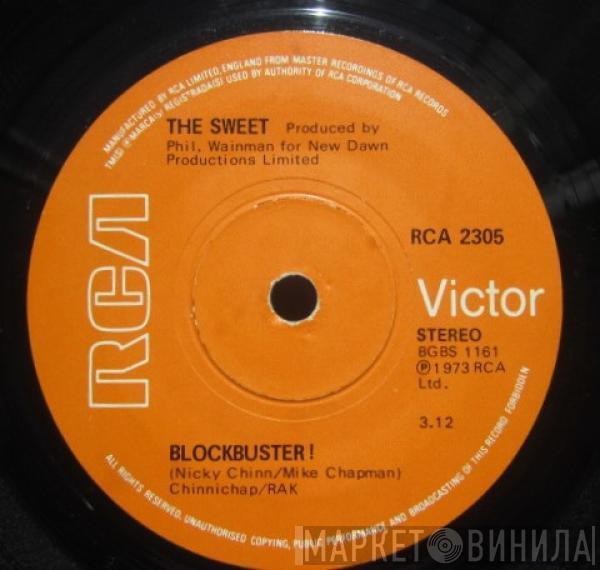 MANUFACTURED BY RCA LIMITED, ENGLAND FROM MASTER RECORDINGS OF RCA RECORDS
TM(S) ® MARCA(S) REGISTRADA(S) USED BY AUTHORITY OF RCA CORPORATION
THE SWEET Produced by
Phil. Wainman for New Dawn
Productions Limited
RCA
RCA 2305
Victor
STEREO
BGBS 1161
℗ 1973 RCA
Ltd.
3.12
BLOCKBUSTER!
(Nicky Chinn/Mike Chapman)
Chinnichap/RAK
ALL RIGHTS RESERVED. UNAUTHORISED COPYING, PUBLIC PERFORMANCE AND BROADCASTING OF THIS RECORD FORBIDDEN
МАРКЕТ ВИНИЛА